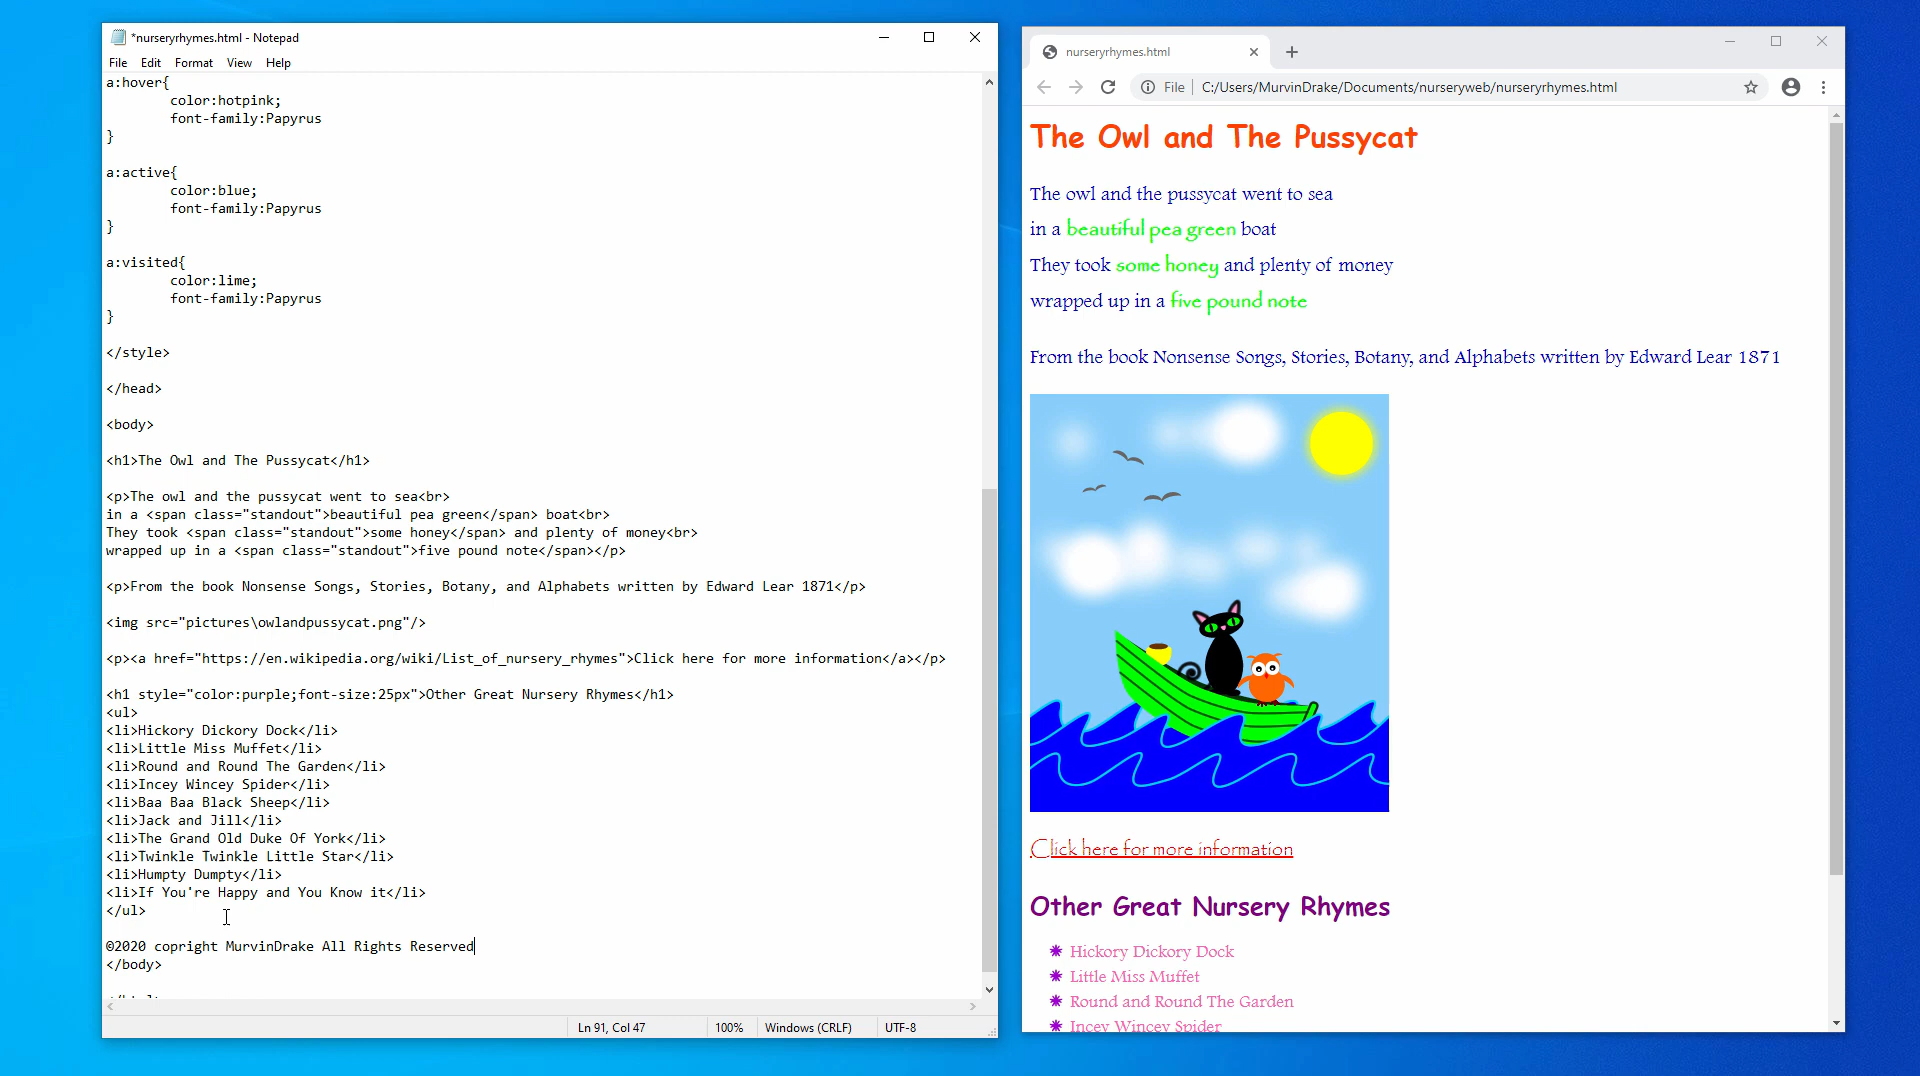 *nurseryrhymes.html - Notepad
File Edit Format View Help
a:hover{
color:hotpink;
font-family:Papyrus
}
a:active{
color:blue;
font-family:Papyrus
}
a:visited{
color:lime;
font-family:Papyrus
}
</style>
</head>
<body>
<h1>The Owl and The Pussycat</h1>
<p>The owl and the pussycat went to sea<br>
in a <span class="standout">beautiful pea green</span> boat<br>
They took <span class="standout">some honey</span> and plenty of money<br>
wrapped up in a <span class="standout">five pound note</span></p>
<p>From the book Nonsense Songs, Stories, Botany, and Alphabets written by Edward Lear 1871</p>
<img src="pictures\owlandpussycat.png"/>
<p><a href="https://en.wikipedia.org/wiki/List_of_nursery_rhymes">Click here for more information</a></p>
<h1 style="color:purple;font-size:25px">Other Great Nursery Rhymes</h1>
<ul>
<li>Hickory Dickory Dock</li>
<li>Little Miss Muffet</li>
<li>Round and Round The Garden</li>
<li>Incey Wincey Spider</li>
<li>Baa Baa Black Sheep</li>
<li>Jack and Jill</li>
<li>The Grand Old Duke Of York</li>
<li>Twinkle Twinkle Little Star</li>
<li>Humpty Dumpty</li>
<li>If You're Happy and You Know it</li>
</ul>
©2020 copright MurvinDrake All Rights Reserved
</body>
Ln 91, Col 47 100% Windows (CRLF) UTF-8
nurseryrhymes.html
File C:/Users/MurvinDrake/Documents/nurseryweb/nurseryrhymes.html
The Owl and The Pussycat
The owl and the pussycat went to sea
in a beautiful pea green boat
They took some honey and plenty of money
wrapped up in a five pound note
From the book Nonsense Songs, Stories, Botany, and Alphabets written by Edward Lear 1871
Click here for more information
Other Great Nursery Rhymes
Hickory Dickory Dock
Little Miss Muffet
Round and Round The Garden
Incey Wincey Spider